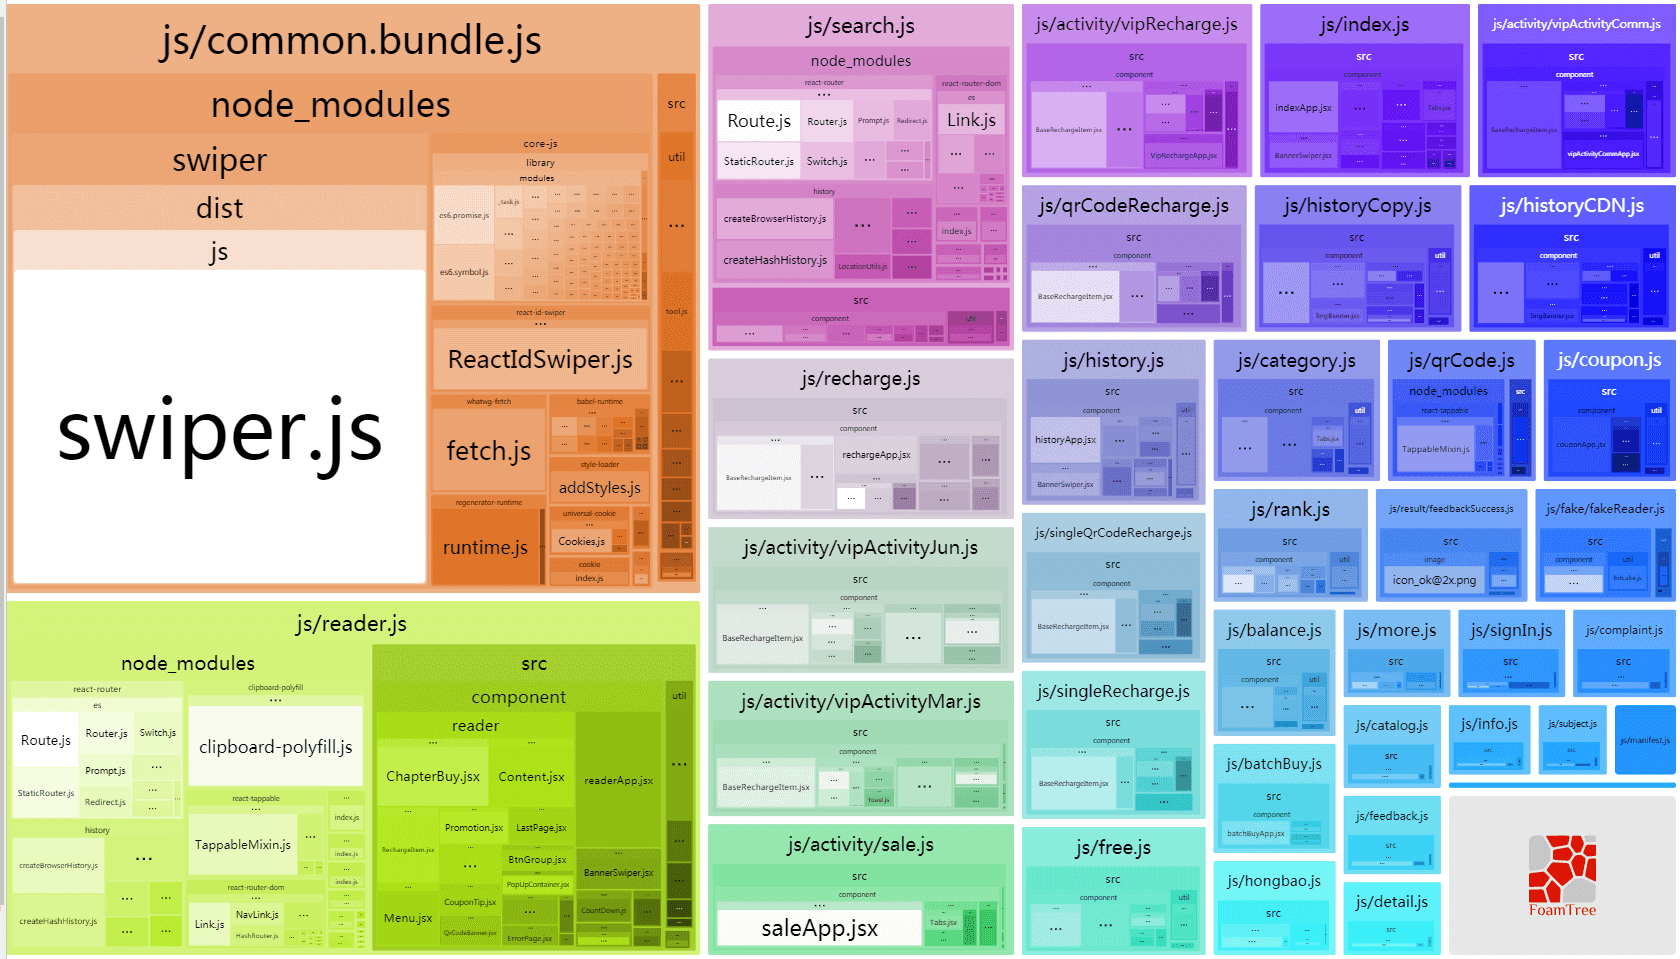 js/common.bundle.js
node_modules
src
swiper
dist
js
swiper.js
core-js
library
modules
es6.promise.js
_task.js
es6.symbol.js
react-id-swiper
ReactIdSwiper.js
whatwg-fetch
fetch.js
babel-runtime
style-loader
addStyles.js
regenerator-runtime
runtime.js
universal-cookie
Cookies.js
cookie
index.js
util
tool.js
js/reader.js
node_modules
react-router
es
Route.js
Router.js
Switch.js
Prompt.js
StaticRouter.js
Redirect.js
history
createBrowserHistory.js
createHashHistory.js
clipboard-polyfill
clipboard-polyfill.js
react-tappable
TappableMixin.js
react-router-dom
Link.js
NavLink.js
HashRouter.js
index.js
index.js
index.js
src
component
reader
ChapterBuy.jsx
Content.jsx
RechargeItem.jsx
Promotion.jsx
LastPage.jsx
BtnGroup.jsx
PopUpContainer.jsx
Menu.jsx
CouponTip.jsx
QrCodeBanner.jsx
ErrorPage.jsx
readerApp.jsx
BannerSwiper.jsx
CountDown.js
util
js/search.js
node_modules
react-router
Route.js
Router.js
Prompt.js
Redirect.js
StaticRouter.js
Switch.js
react-router-dom
es
Link.js
history
createBrowserHistory.js
createHashHistory.js
LocationUtils.js
index.js
src
component
util
js/recharge.js
src
component
BaseRechargeItem.jsx
rechargeApp.jsx
js/activity/vipActivityJun.js
src
component
BaseRechargeItem.jsx
js/activity/vipActivityMar.js
src
component
BaseRechargeItem.jsx
toast.js
js/activity/sale.js
src
component
saleApp.jsx
Tabs.jsx
js/activity/vipRecharge.js
src
component
BaseRechargeItem.jsx
VipRechargeApp.jsx
js/index.js
src
component
indexApp.jsx
Tabs.jsx
BannerSwiper.jsx
js/activity/vipActivityComm.js
src
component
BaseRechargeItem.jsx
vipActivityCommApp.jsx
js/qrCodeRecharge.js
src
component
BaseRechargeItem.jsx
js/historyCopy.js
src
component
util
ImgBanner.jsx
js/historyCDN.js
src
component
util
ImgBanner.jsx
js/history.js
src
component
util
historyApp.jsx
BannerSwiper.jsx
js/category.js
src
component
util
Tabs.jsx
js/qrCode.js
node_modules
src
react-tappable
TappableMixin.js
js/coupon.js
src
component
util
couponApp.jsx
js/singleQrCodeRecharge.js
src
component
BaseRechargeItem.jsx
js/rank.js
src
component
util
js/result/feedbackSuccess.js
src
image
icon_ok@2x.png
js/fake/fakeReader.js
src
component
util
js/singleRecharge.js
src
component
BaseRechargeItem.jsx
js/balance.js
src
component
util
js/more.js
src
js/signIn.js
src
js/complaint.js
src
js/catalog.js
src
js/info.js
src
js/subject.js
src
js/manifest.js
js/batchBuy.js
src
component
batchBuyApp.jsx
js/feedback.js
src
js/free.js
src
component
util
js/hongbao.js
src
js/detail.js
src
FoamTree